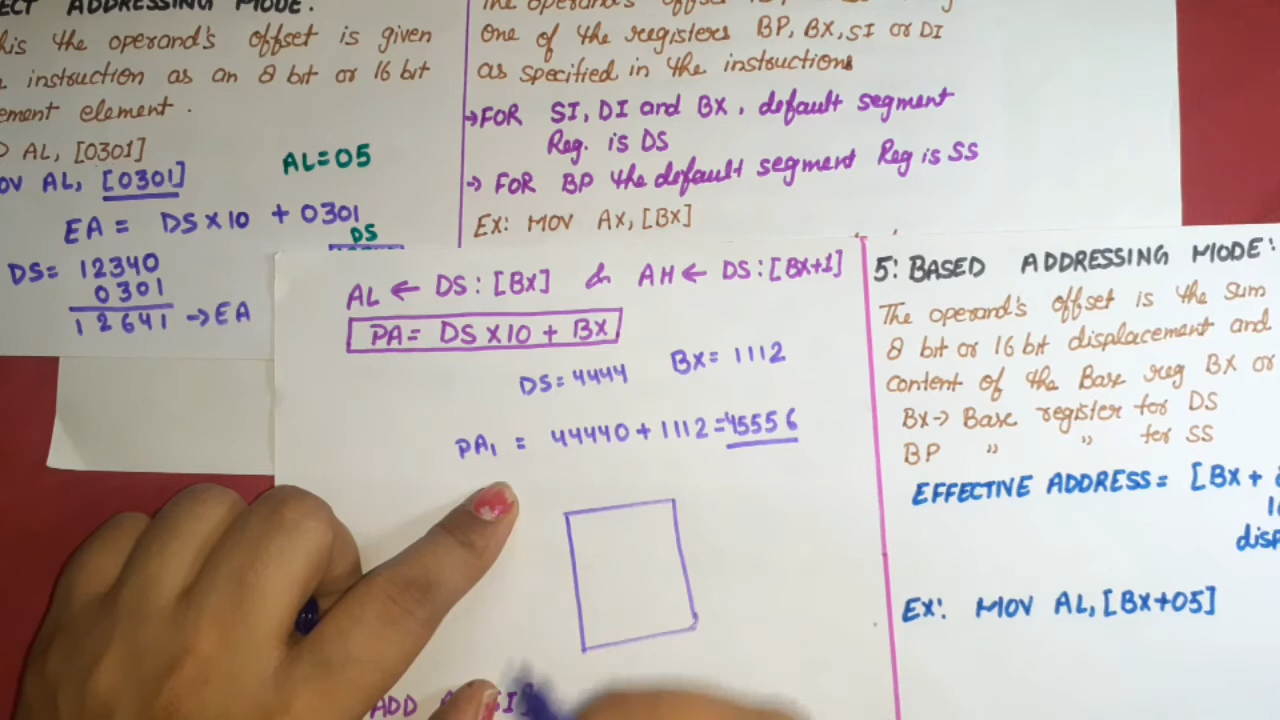 ADDRESSING MODE:
his the operand's offset is given
instruction as an 8 bit or 16 bit
ement element.
AL, [0301]
OV AL, [0301]
AL=05
EA = DS×10 + 0301
DS
DS= 12340
0301
12641 → EA
one of the registers BP, BX, SI or DI
as specified in the instructions
→FOR SI, DI and BX, default segment
Reg. is DS
→ FOR BP the default segment Reg is SS
Ex: MOV AX, [BX]
AL ← DS:[BX] & AH ← DS:[BX+1]
PA= DS×10 + BX
DS=4444 BX=1112
PA1 = 44440+1112=45556
ADD
5: BASED ADDRESSING MODE:
The operand's offset is the sum
8 bit or 16 bit displacement and
content of the Base reg BX or
BX→ Base register for DS
BP " " for SS
EFFECTIVE ADDRESS= [BX +
disp
Ex: MOV AL, [BX+05]